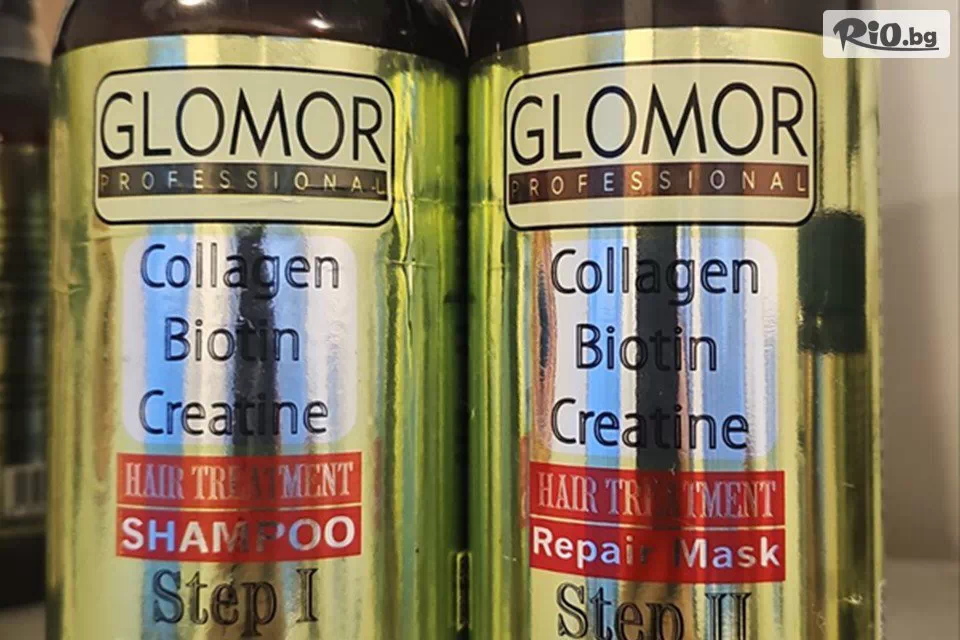 RiO.bg
GLOMOR
PROFESSIONAL
Collagen
Biotin
Creatine
HAIR TREATMENT
SHAMPOO
Step I
GLOMOR
PROFESSIONAL
Collagen
Biotin
Creatine
HAIR TREATMENT
Repair Mask
Step II